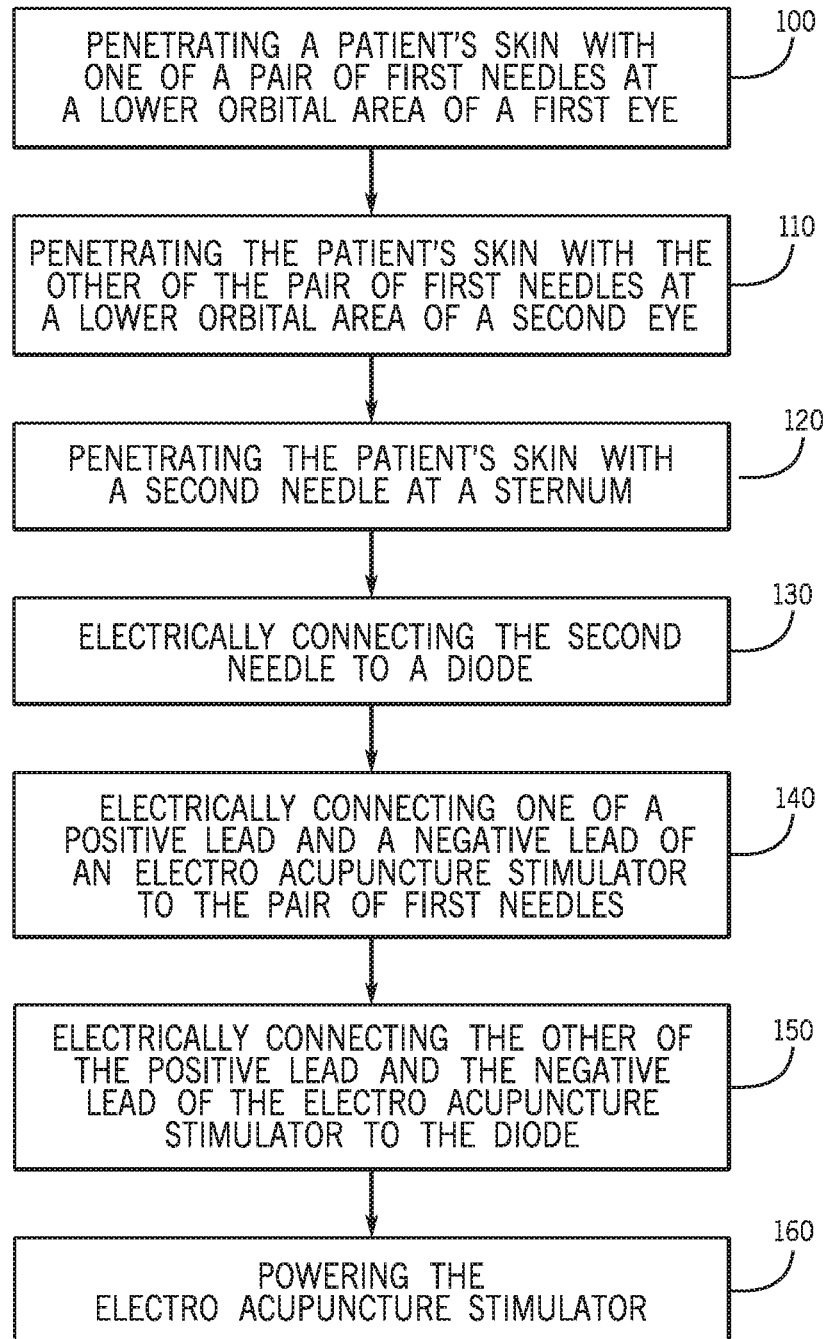 PENETRATING A PATIENT'S SKIN WITH
ONE OF A PAIR OF FIRST NEEDLES AT
A LOWER ORBITAL AREA OF A FIRST EYE
100
PENETRATING THE PATIENT'S SKIN WITH THE
OTHER OF THE PAIR OF FIRST NEEDLES AT
A LOWER ORBITAL AREA OF A SECOND EYE
110
PENETRATING THE PATIENT'S SKIN WITH
A SECOND NEEDLE AT A STERNUM
120
ELECTRICALLY CONNECTING THE SECOND
NEEDLE TO A DIODE
130
ELECTRICALLY CONNECTING ONE OF A
POSITIVE LEAD AND A NEGATIVE LEAD OF
AN ELECTRO ACUPUNCTURE STIMULATOR
TO THE PAIR OF FIRST NEEDLES
140
ELECTRICALLY CONNECTING THE OTHER OF
THE POSITIVE LEAD AND THE NEGATIVE
LEAD OF THE ELECTRO ACUPUNCTURE
STIMULATOR TO THE DIODE
150
POWERING THE
ELECTRO ACUPUNCTURE STIMULATOR
160